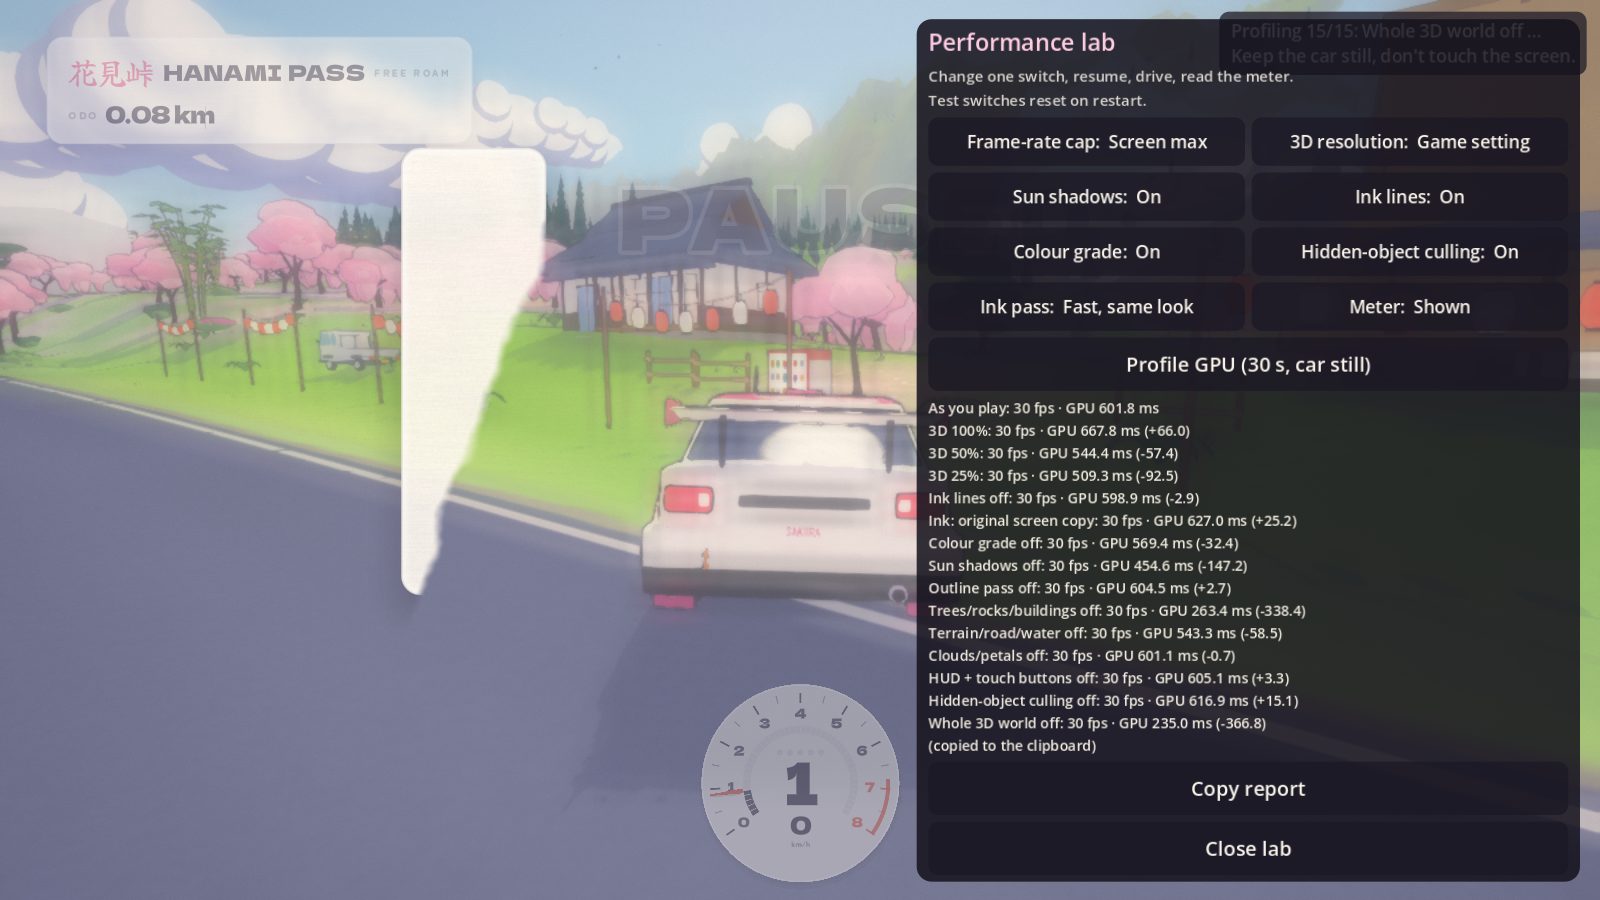 花見峠 HANAMI PASS FREE ROAM
ODO 0.08 km
PAUS
Profiling 15/15: Whole 3D world off ...
Keep the car still, don't touch the screen.
Performance lab
Change one switch, resume, drive, read the meter.
Test switches reset on restart.
Frame-rate cap: Screen max
3D resolution: Game setting
Sun shadows: On
Ink lines: On
Colour grade: On
Hidden-object culling: On
Ink pass: Fast, same look
Meter: Shown
Profile GPU (30 s, car still)
As you play: 30 fps · GPU 601.8 ms
3D 100%: 30 fps · GPU 667.8 ms (+66.0)
3D 50%: 30 fps · GPU 544.4 ms (-57.4)
3D 25%: 30 fps · GPU 509.3 ms (-92.5)
Ink lines off: 30 fps · GPU 598.9 ms (-2.9)
Ink: original screen copy: 30 fps · GPU 627.0 ms (+25.2)
Colour grade off: 30 fps · GPU 569.4 ms (-32.4)
Sun shadows off: 30 fps · GPU 454.6 ms (-147.2)
Outline pass off: 30 fps · GPU 604.5 ms (+2.7)
Trees/rocks/buildings off: 30 fps · GPU 263.4 ms (-338.4)
Terrain/road/water off: 30 fps · GPU 543.3 ms (-58.5)
Clouds/petals off: 30 fps · GPU 601.1 ms (-0.7)
HUD + touch buttons off: 30 fps · GPU 605.1 ms (+3.3)
Hidden-object culling off: 30 fps · GPU 616.9 ms (+15.1)
Whole 3D world off: 30 fps · GPU 235.0 ms (-366.8)
(copied to the clipboard)
Copy report
Close lab
SAKURA
0 1 2 3 4 5 6 7 8
1
0
km/h